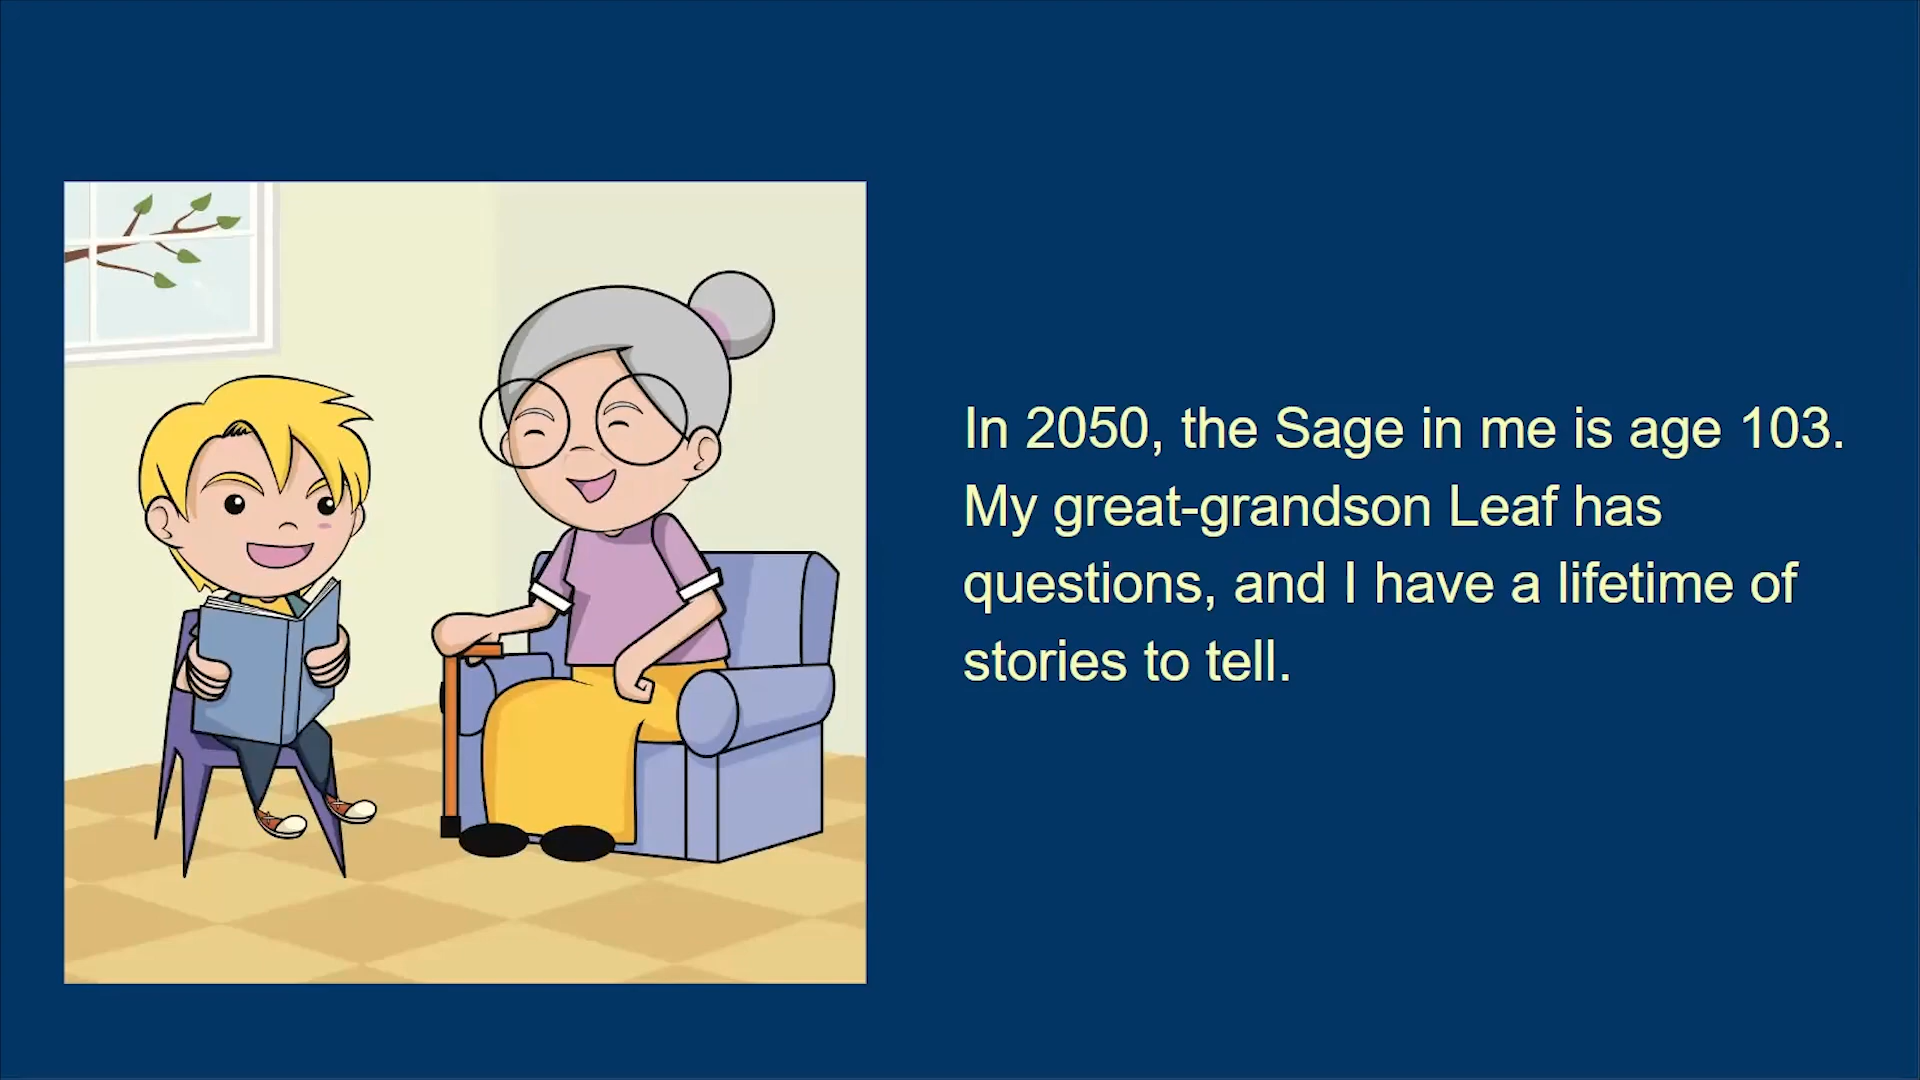 In 2050, the Sage in me is age 103.
My great-grandson Leaf has
questions, and I have a lifetime of
stories to tell.